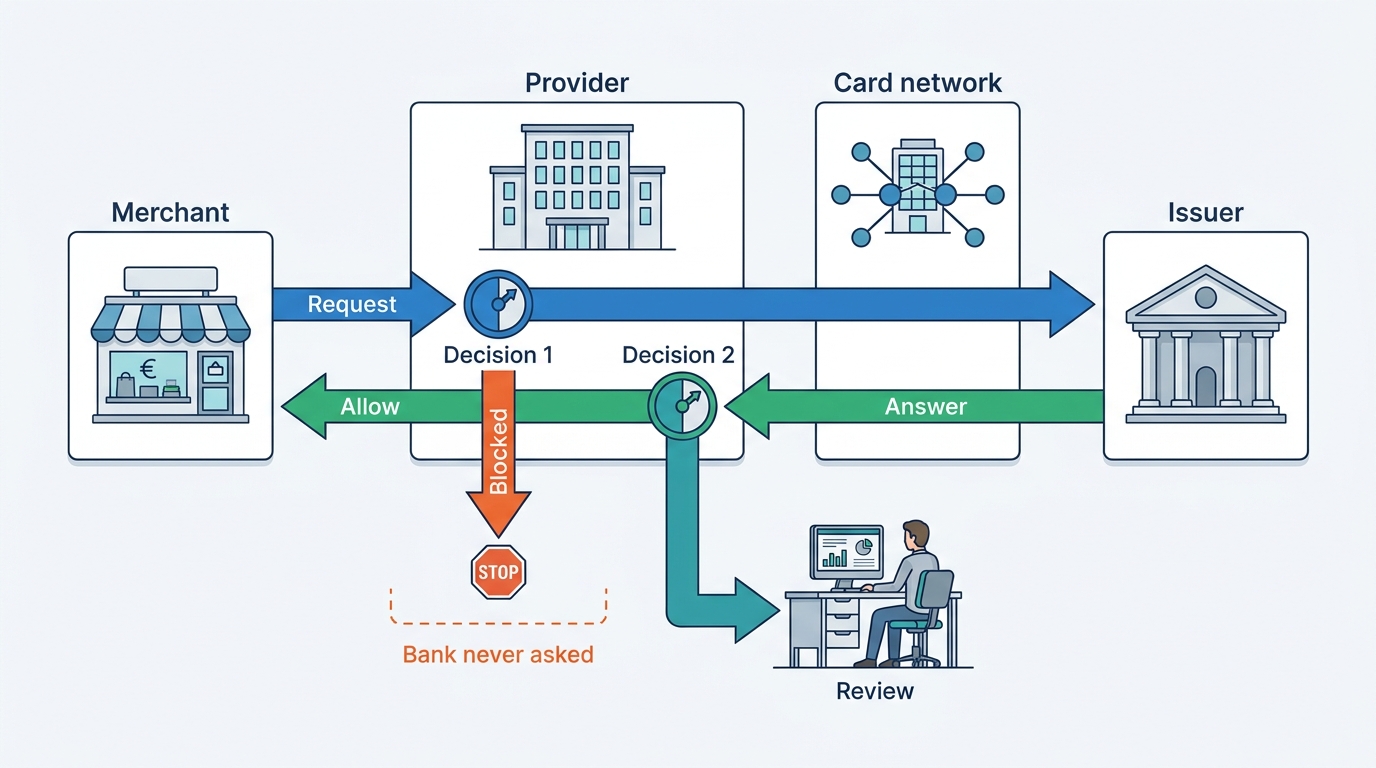 Provider
Card network
Merchant
Issuer
€
Request
Decision 1
Decision 2
Allow
Answer
Blocked
STOP
Bank never asked
Review